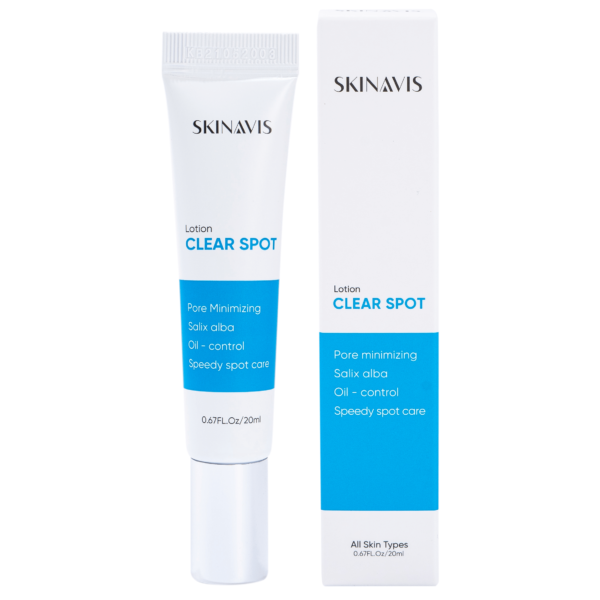 SKINAVIS
Lotion
CLEAR SPOT
Pore Minimizing
Salix alba
Oil - control
Speedy spot care
0.67FL.Oz/20ml
SKINAVIS
Lotion
CLEAR SPOT
Pore minimizing
Salix alba
Oil - control
Speedy spot care
All Skin Types
0.67FL.Oz/20ml